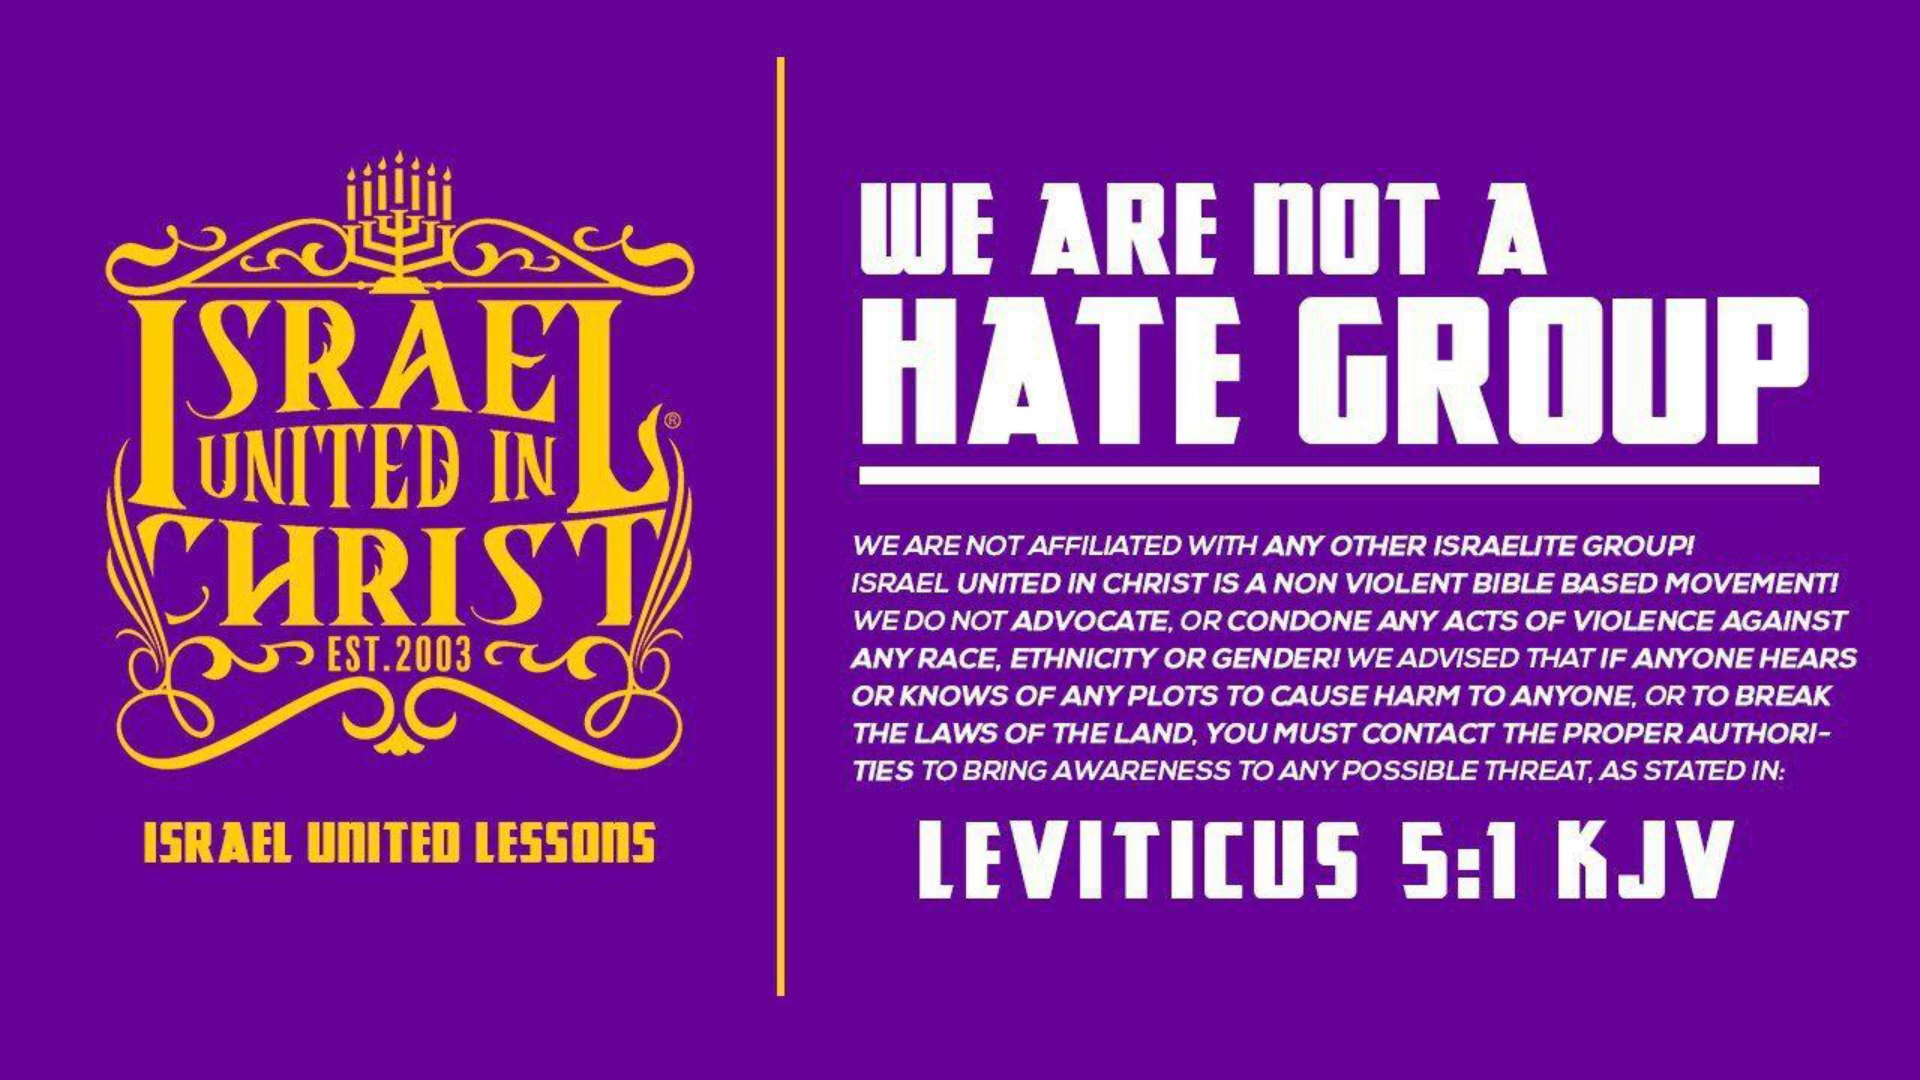 ISRAEL
UNITED IN
CHRIST
®
EST.2003
ISRAEL UNITED LESSONS
WE ARE NOT A
HATE GROUP
WE ARE NOT AFFILIATED WITH ANY OTHER ISRAELITE GROUP!
ISRAEL UNITED IN CHRIST IS A NON VIOLENT BIBLE BASED MOVEMENT!
WE DO NOT ADVOCATE, OR CONDONE ANY ACTS OF VIOLENCE AGAINST
ANY RACE, ETHNICITY OR GENDER! WE ADVISED THAT IF ANYONE HEARS
OR KNOWS OF ANY PLOTS TO CAUSE HARM TO ANYONE, OR TO BREAK
THE LAWS OF THE LAND, YOU MUST CONTACT THE PROPER AUTHORI-
TIES TO BRING AWARENESS TO ANY POSSIBLE THREAT, AS STATED IN:
LEVITICUS 5:1 KJV